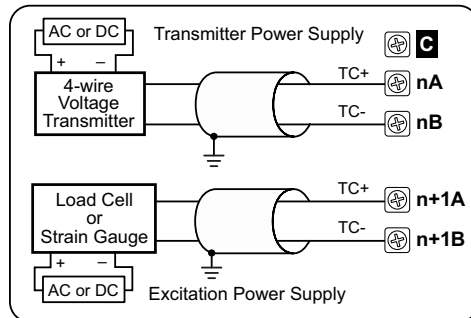 AC or DC
Transmitter Power Supply
C
+ –
4-wire
Voltage
Transmitter
TC+
nA
TC-
nB
Load Cell
or
Strain Gauge
TC+
n+1A
TC-
n+1B
+ –
AC or DC
Excitation Power Supply